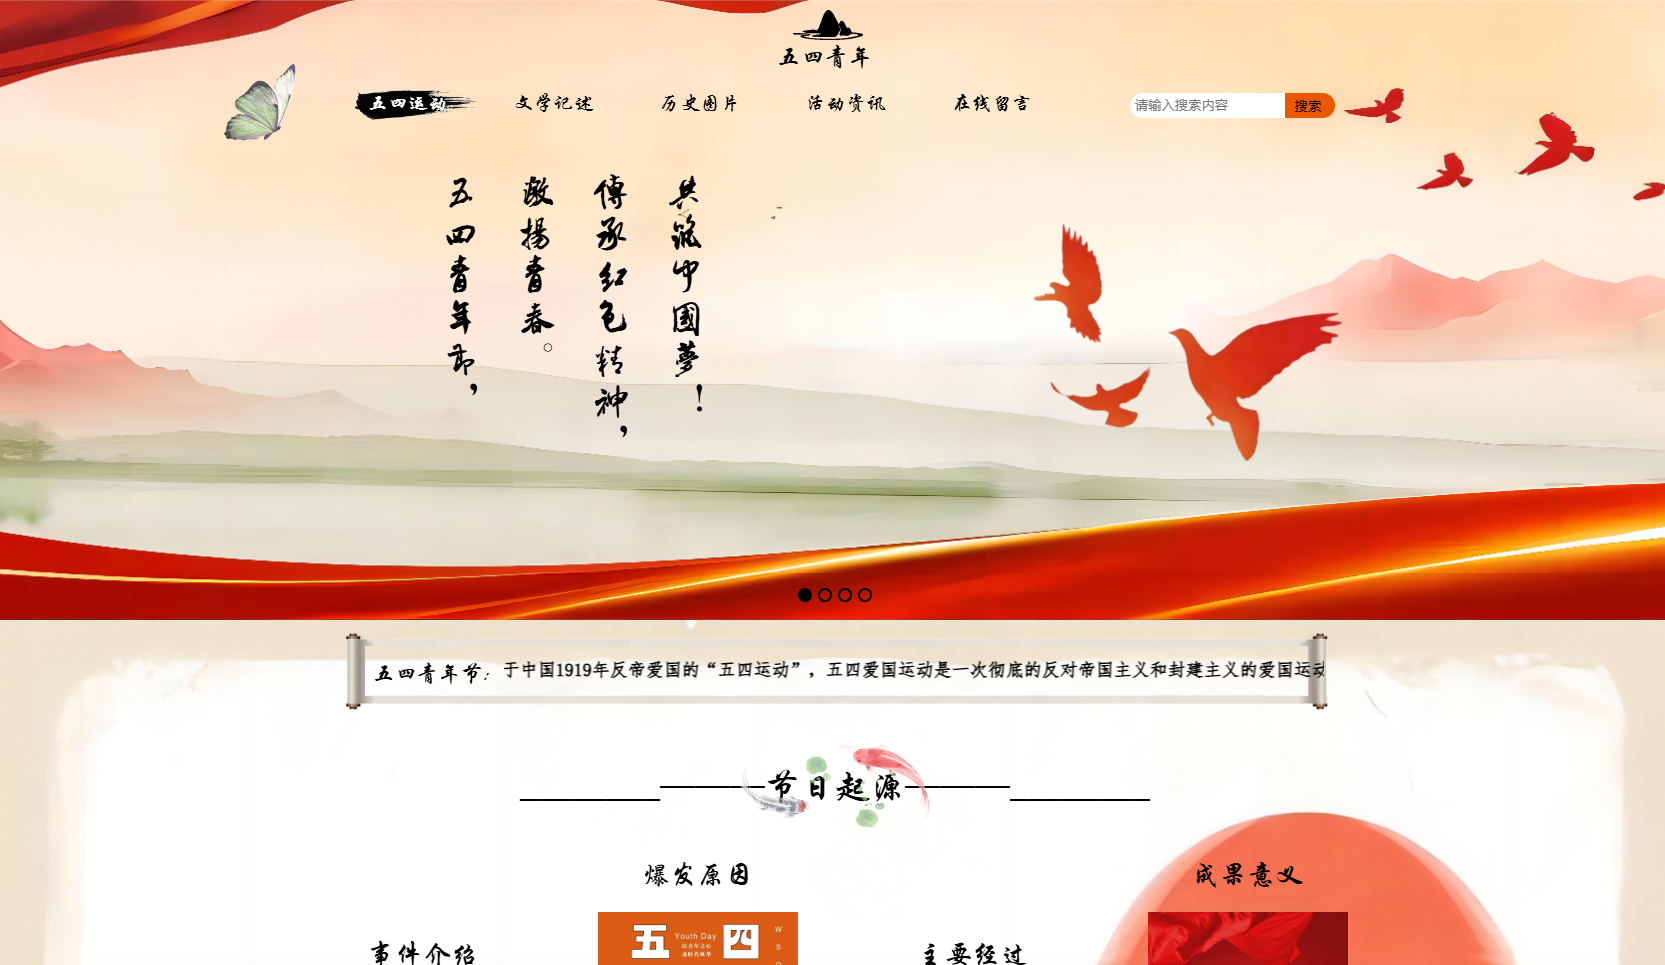 五四青年
五四运动
文学记述
历史图片
活动资讯
在线留言
请输入搜索内容
搜索
五四青年节，
激扬青春。
傳承红色精神，
共筑中國夢！
五四青年节：
于中国1919年反帝爱国的“五四运动”，五四爱国运动是一次彻底的反对帝国主义和封建主义的爱国运动
节日起源
爆发原因
成果意义
五 四
Youth Day
W
S
事件介绍
主要经过